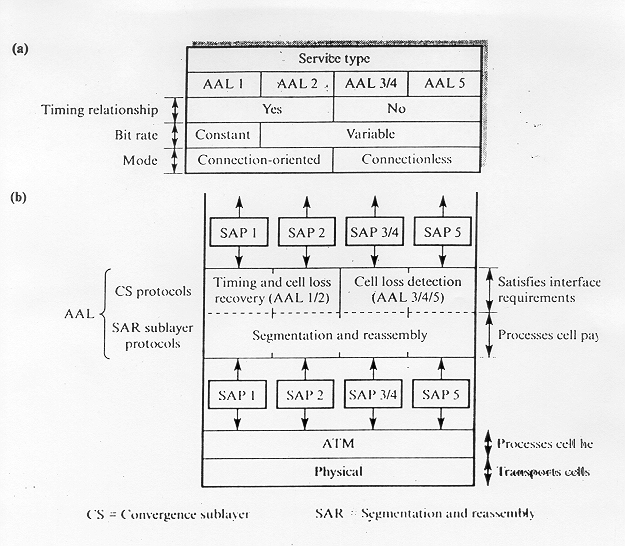 (a)
Service type
AAL 1 AAL 2 AAL 3/4 AAL 5
Timing relationship Yes No
Bit rate Constant Variable
Mode Connection-oriented Connectionless
(b)
SAP 1 SAP 2 SAP 3/4 SAP 5
AAL
CS protocols
Timing and cell loss
recovery (AAL 1/2)
Cell loss detection
(AAL 3/4/5)
Satisfies interface
requirements
SAR sublayer
protocols
Segmentation and reassembly
Processes cell pay
SAP 1 SAP 2 SAP 3/4 SAP 5
ATM Processes cell he
Physical Transports cells
CS = Convergence sublayer SAR = Segmentation and reassembly